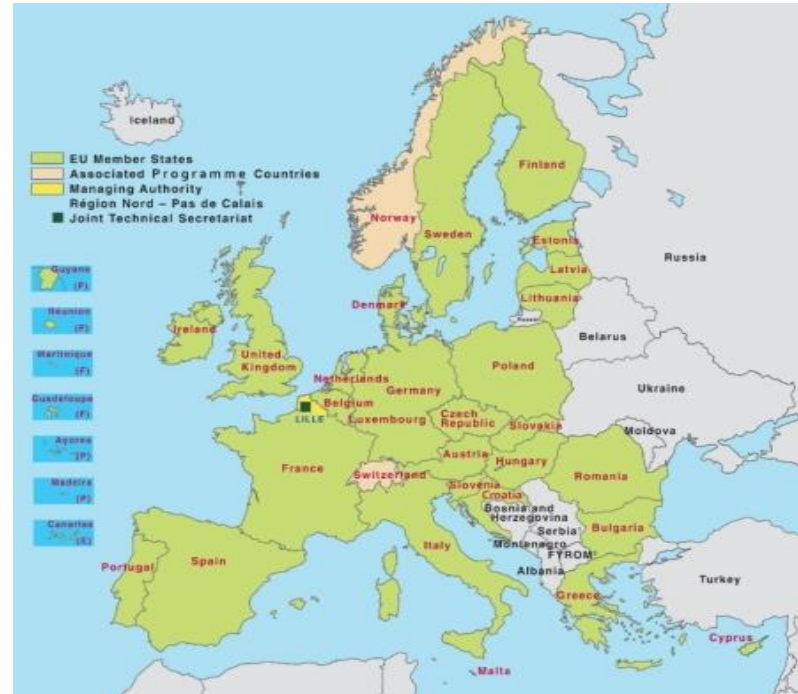 Iceland
EU Member States
Associated Programme Countries
Managing Authority
Région Nord – Pas de Calais
Joint Technical Secretariat
Guyane
(F)
Réunion
(F)
Martinique
(F)
Guadeloupe
(F)
Açores
(P)
Madeira
(P)
Canarias
(E)
Norway
Sweden
Finland
Estonia
Latvia
Lithuania
Russia
Russia
Belarus
Denmark
Ireland
United
Kingdom
Netherlands
Belgium
LILLE
Luxembourg
Germany
Poland
Ukraine
Czech
Republic
Slovakia
Moldova
France
Switzerland
Austria
Hungary
Romania
Slovenia
Croatia
Bosnia and
Herzegovina
Serbia
Montenegro
FYROM
Bulgaria
Albania
Italy
Portugal
Spain
Greece
Turkey
Cyprus
Malta